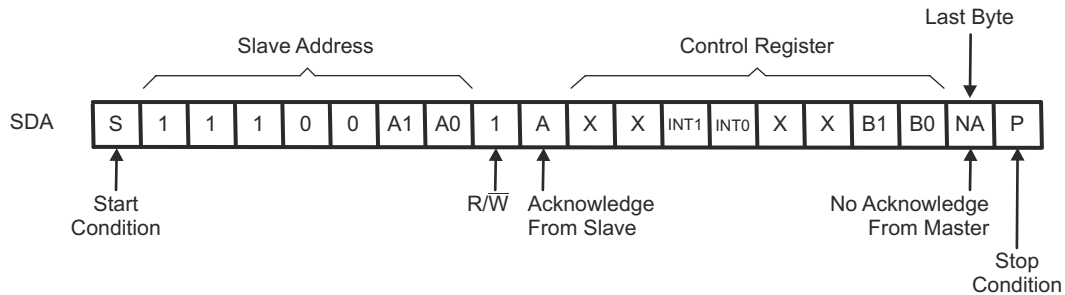 Last Byte
Slave Address Control Register
SDA S 1 1 1 0 0 A1 A0 1 A X X INT1 INT0 X X B1 B0 NA P
Start Condition
R/W̅
Acknowledge From Slave
No Acknowledge From Master
Stop Condition